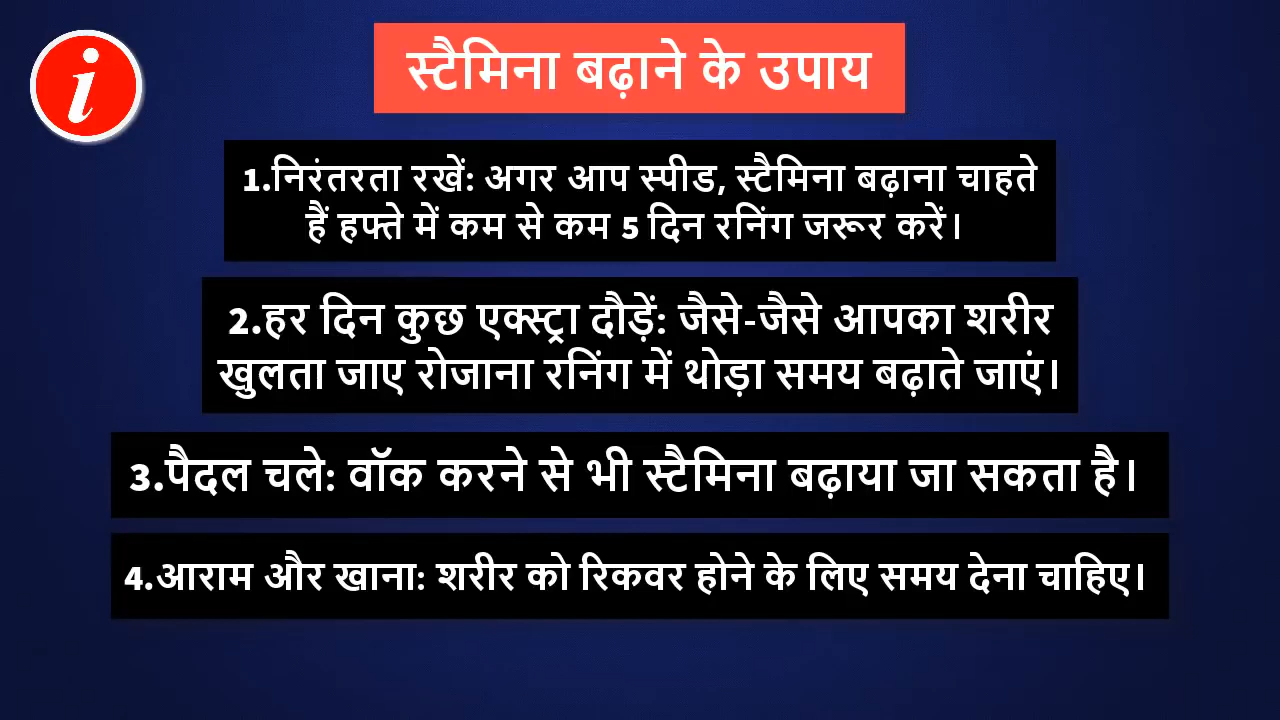 i
स्टैमिना बढ़ाने के उपाय
1.निरंतरता रखें: अगर आप स्पीड, स्टैमिना बढ़ाना चाहते
हैं हफ्ते में कम से कम 5 दिन रनिंग जरूर करें।
2.हर दिन कुछ एक्स्ट्रा दौड़ें: जैसे-जैसे आपका शरीर
खुलता जाए रोजाना रनिंग में थोड़ा समय बढ़ाते जाएं।
3.पैदल चले: वॉक करने से भी स्टैमिना बढ़ाया जा सकता है।
4.आराम और खाना: शरीर को रिकवर होने के लिए समय देना चाहिए।